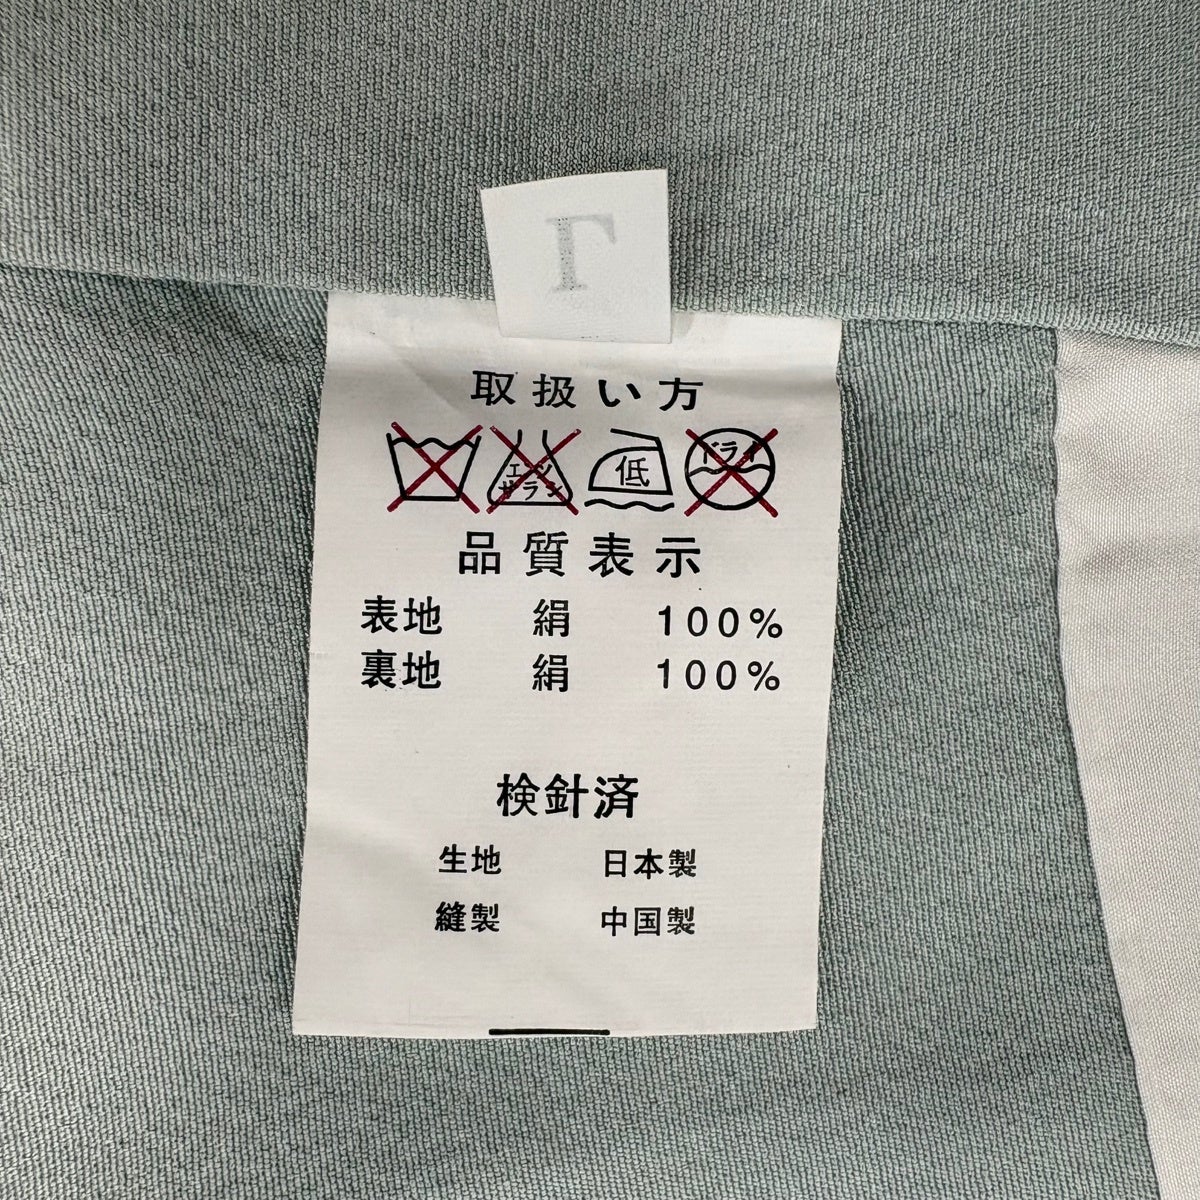 L
取扱い方
エンソ
サラシ
低
ドライ
品質表示
表地 絹 100%
裏地 絹 100%
検針済
生地 日本製
縫製 中国製